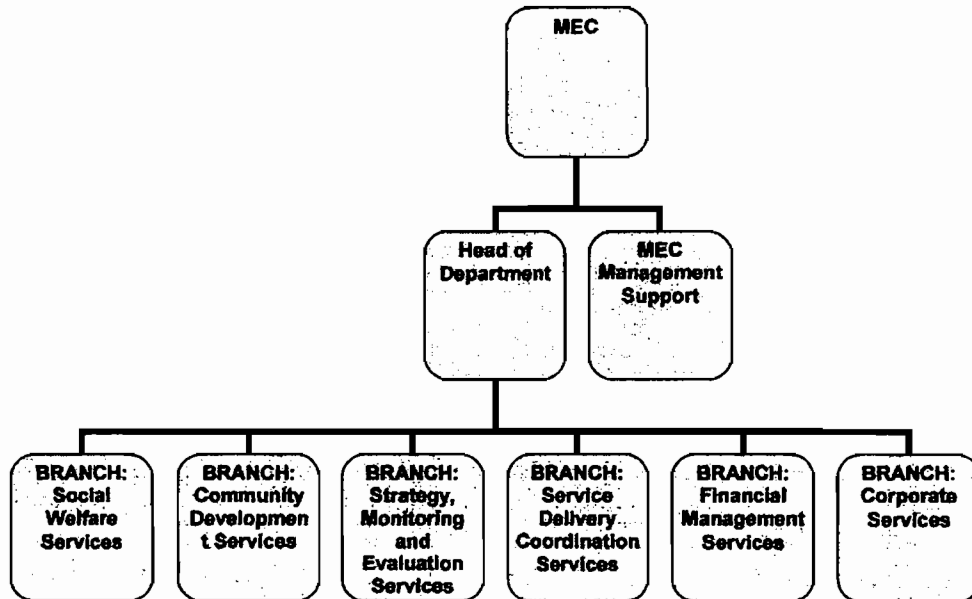 MEC
Head of
Department
MEC
Management
Support
BRANCH:
Social
Welfare
Services
BRANCH:
Community
Developmen
t Services
BRANCH:
Strategy,
Monitoring
and
Evaluation
Services
BRANCH:
Service
Delivery
Coordination
Services
BRANCH:
Financial
Management
Services
BRANCH:
Corporate
Services